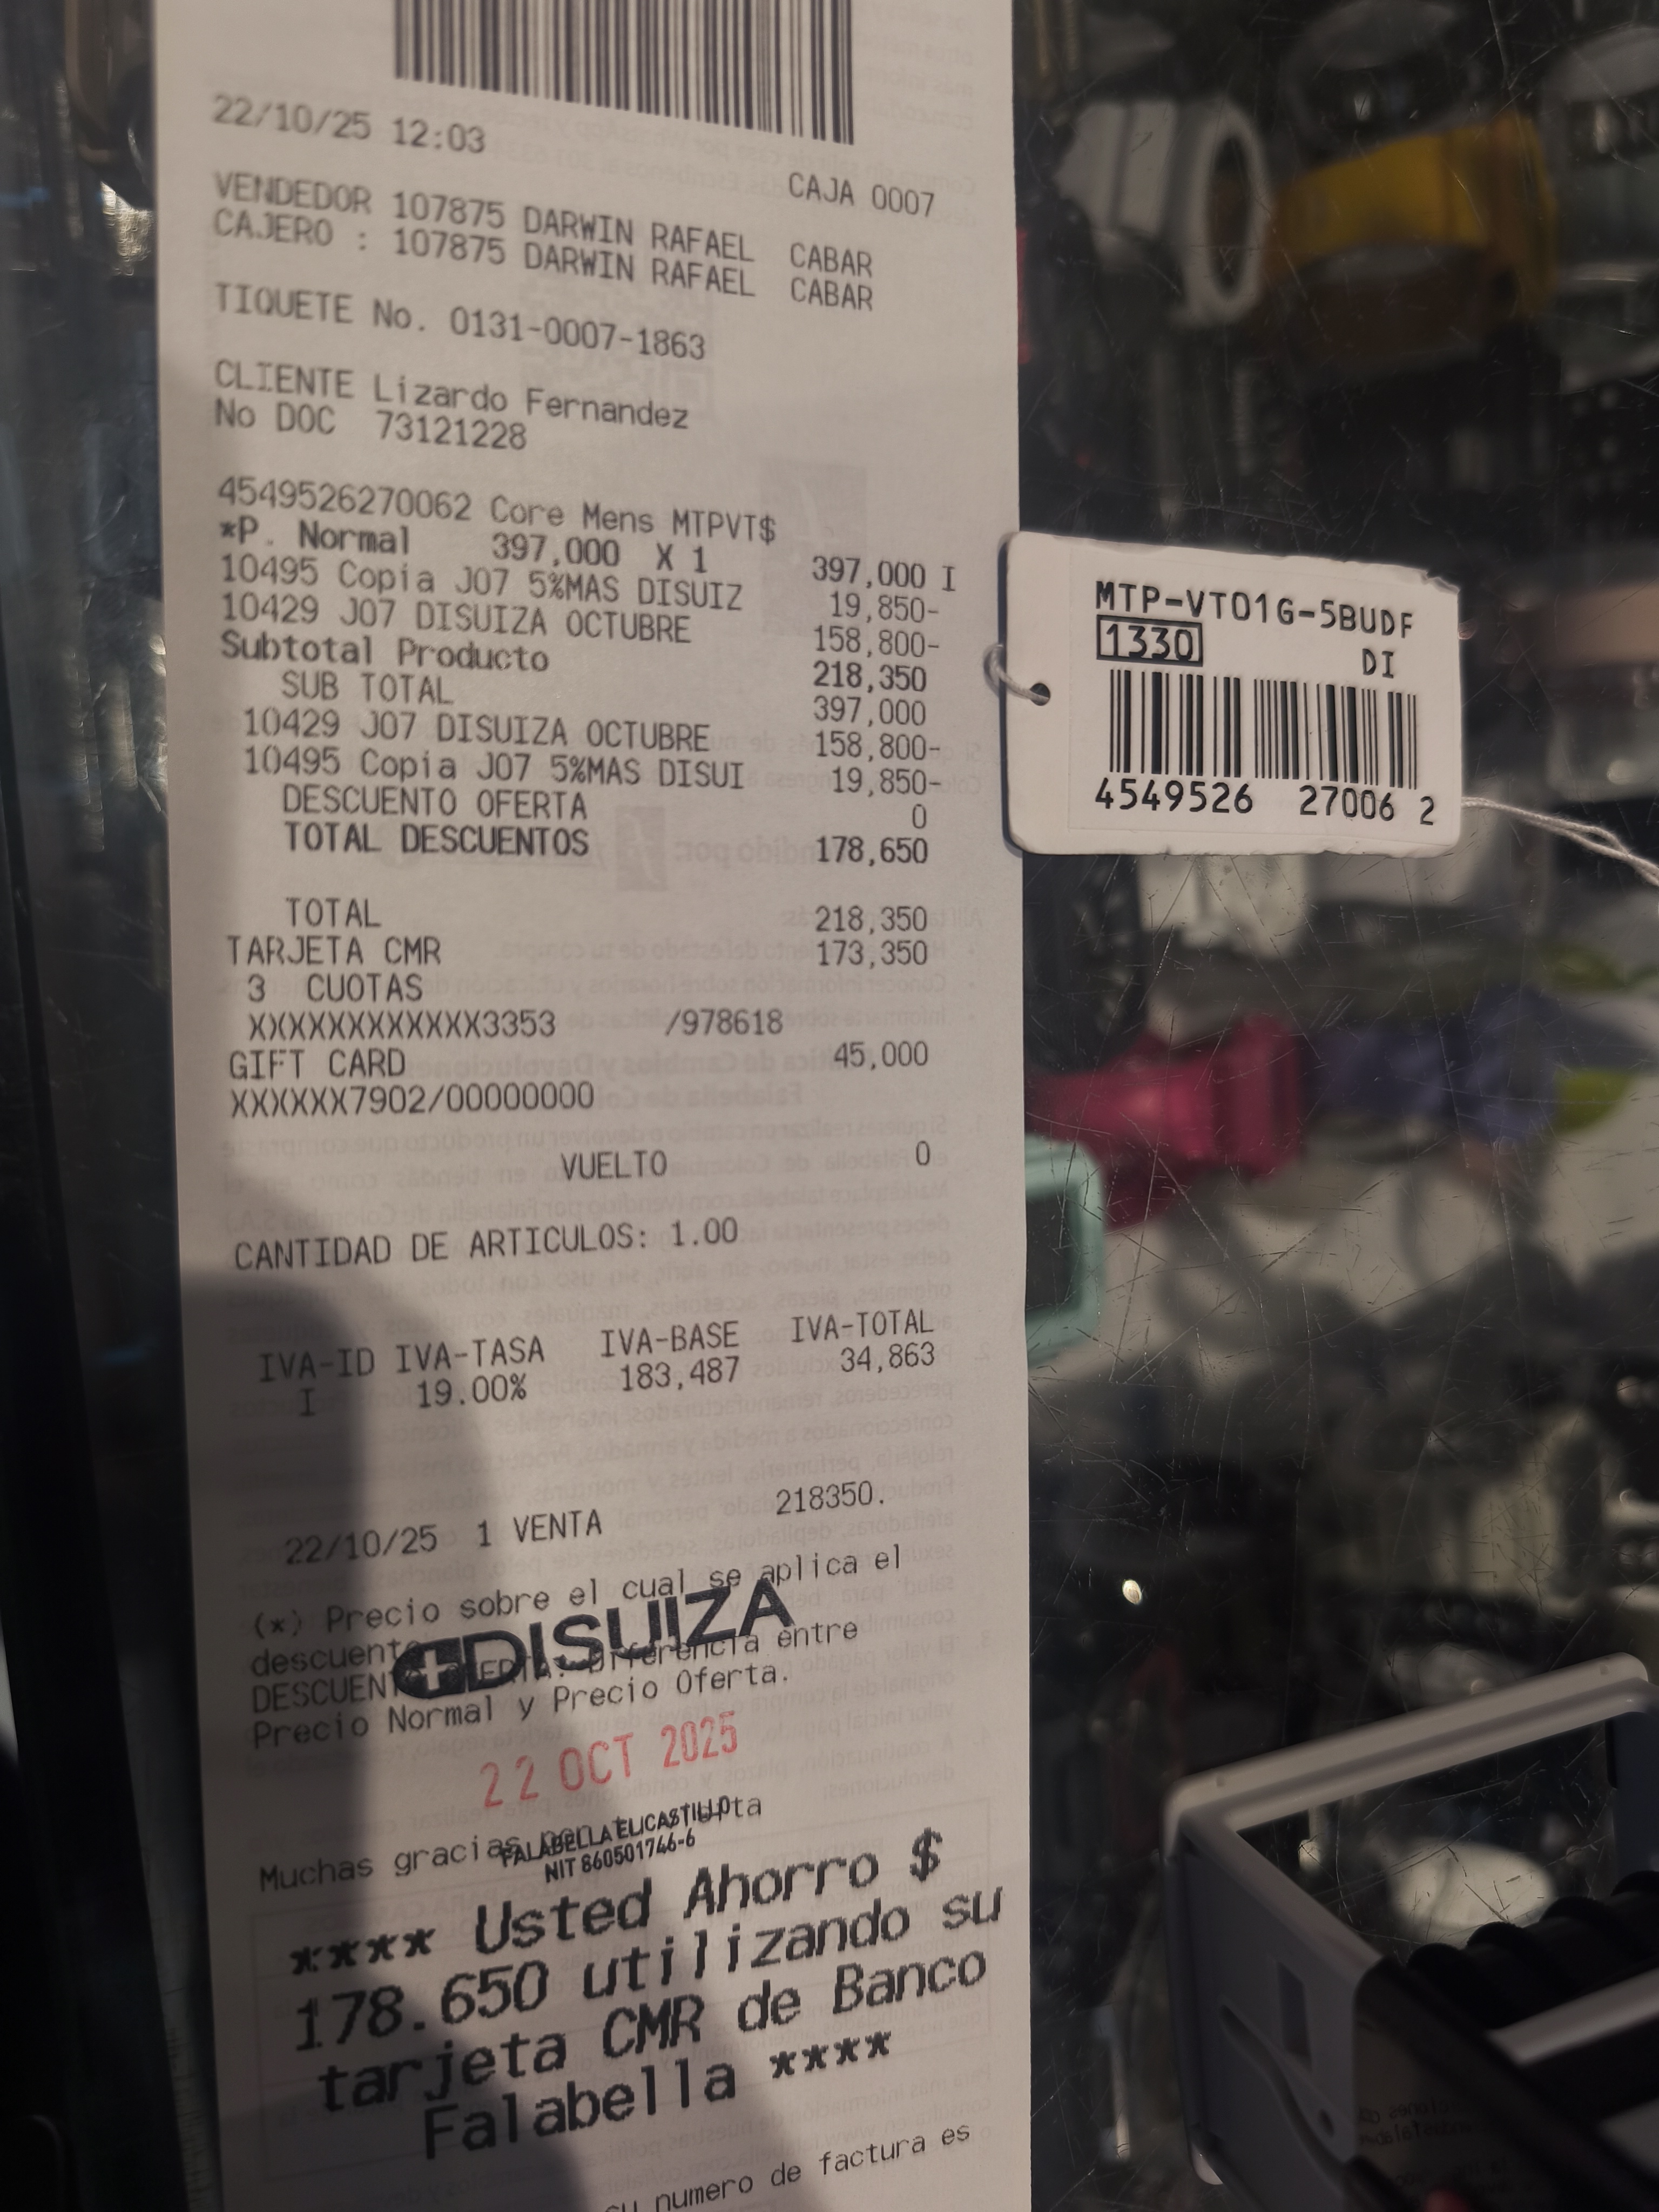 22/10/25 12:03
CAJA 0007
VENDEDOR 107875 DARWIN RAFAEL CABAR
CAJERO : 107875 DARWIN RAFAEL CABAR
TIQUETE No. 0131-0007-1863
CLIENTE Lizardo Fernandez
No DOC 73121228
4549526270062 Core Mens MTPVT$
*P. Normal 397,000 X 1 397,000 I
10495 Copia J07 5%MAS DISUIZ 19,850-
10429 J07 DISUIZA OCTUBRE 158,800-
Subtotal Producto 218,350
SUB TOTAL 397,000
10429 J07 DISUIZA OCTUBRE 158,800-
10495 Copia J07 5%MAS DISUI 19,850-
DESCUENTO OFERTA 0
TOTAL DESCUENTOS 178,650
TOTAL 218,350
TARJETA CMR 173,350
3 CUOTAS
XXXXXXXXXXXX3353 /978618
GIFT CARD 45,000
XXXXXX7902/00000000
VUELTO 0
CANTIDAD DE ARTICULOS: 1.00
IVA-ID IVA-TASA IVA-BASE IVA-TOTAL
I 19.00% 183,487 34,863
22/10/25 1 VENTA 218350.
(*) Precio sobre el cual se aplica el
descuento
DISUIZA
DESCUENTO OFERTA: Diferencia entre
Precio Normal y Precio Oferta.
22 OCT 2025
Muchas gracias por
FALABELLA ELICASTILLO
NIT 860501746-6
**** Usted Ahorro $
178.650 utilizando su
tarjeta CMR de Banco
Falabella ****
su numero de factura es
MTP-VT01G-5BUDF
1330 DI
4549526 27006 2